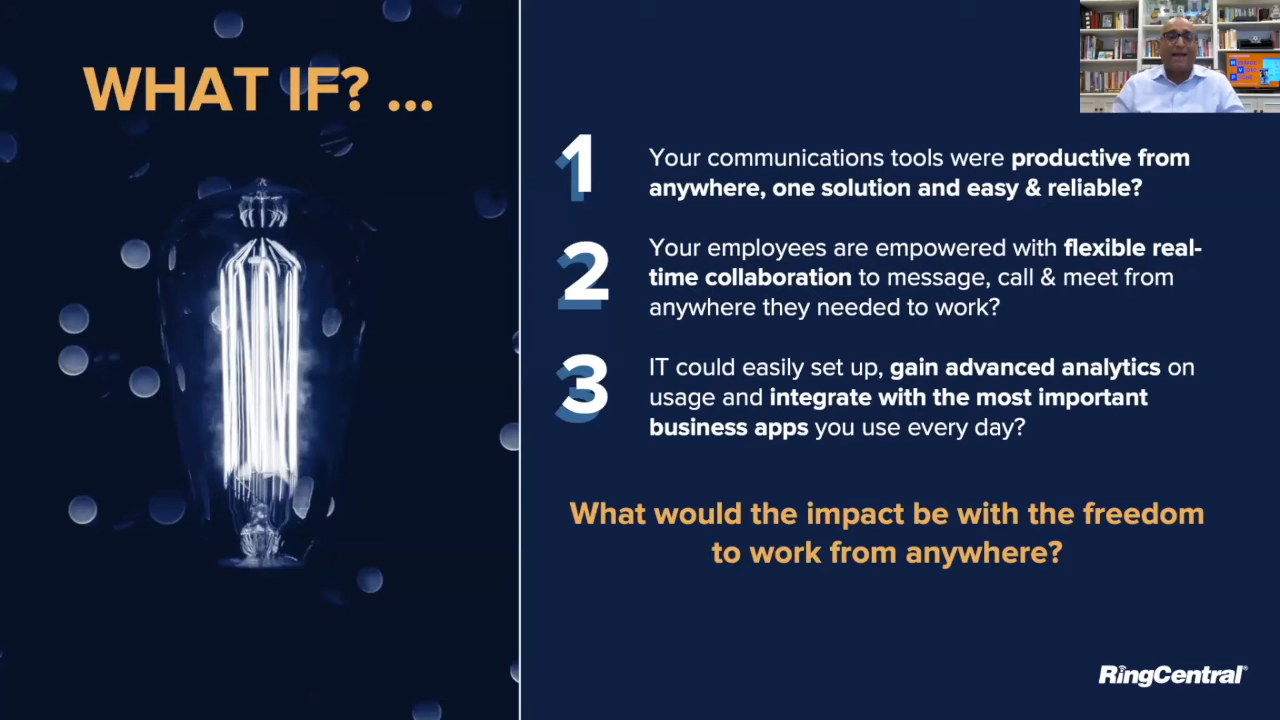 WHAT IF? ...
1
Your communications tools were productive from
anywhere, one solution and easy & reliable?
2
Your employees are empowered with flexible real-
time collaboration to message, call & meet from
anywhere they needed to work?
3
IT could easily set up, gain advanced analytics on
usage and integrate with the most important
business apps you use every day?
What would the impact be with the freedom
to work from anywhere?
RingCentral®